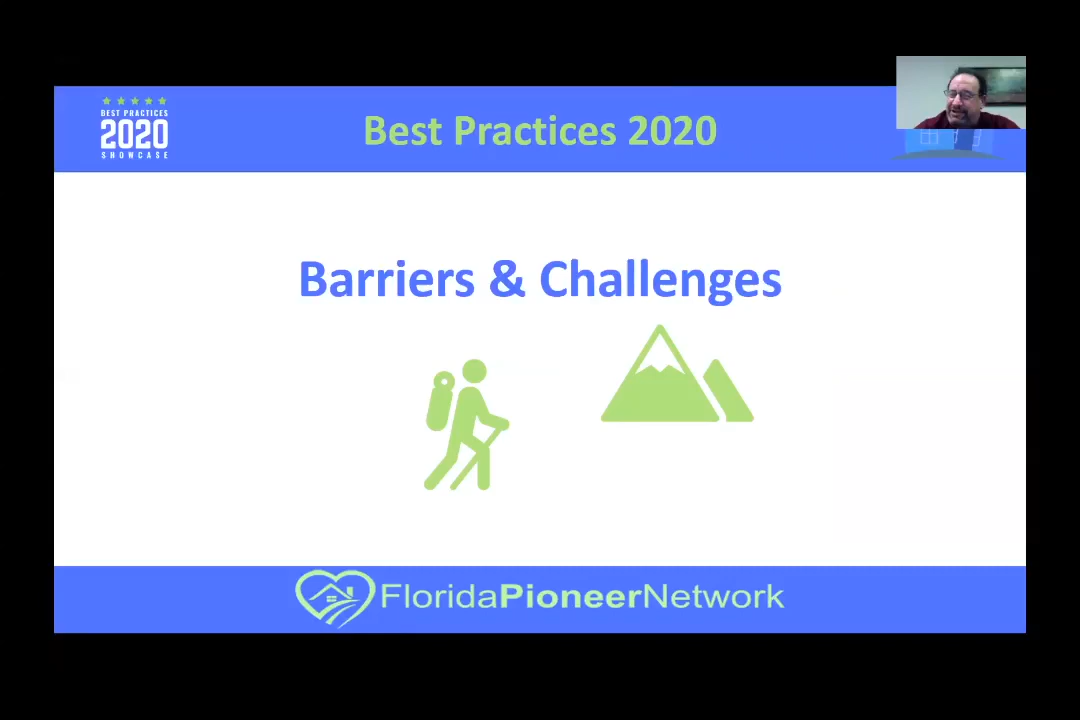 BEST PRACTICES
2020
SHOWCASE
Best Practices 2020
Barriers & Challenges
FloridaPioneerNetwork